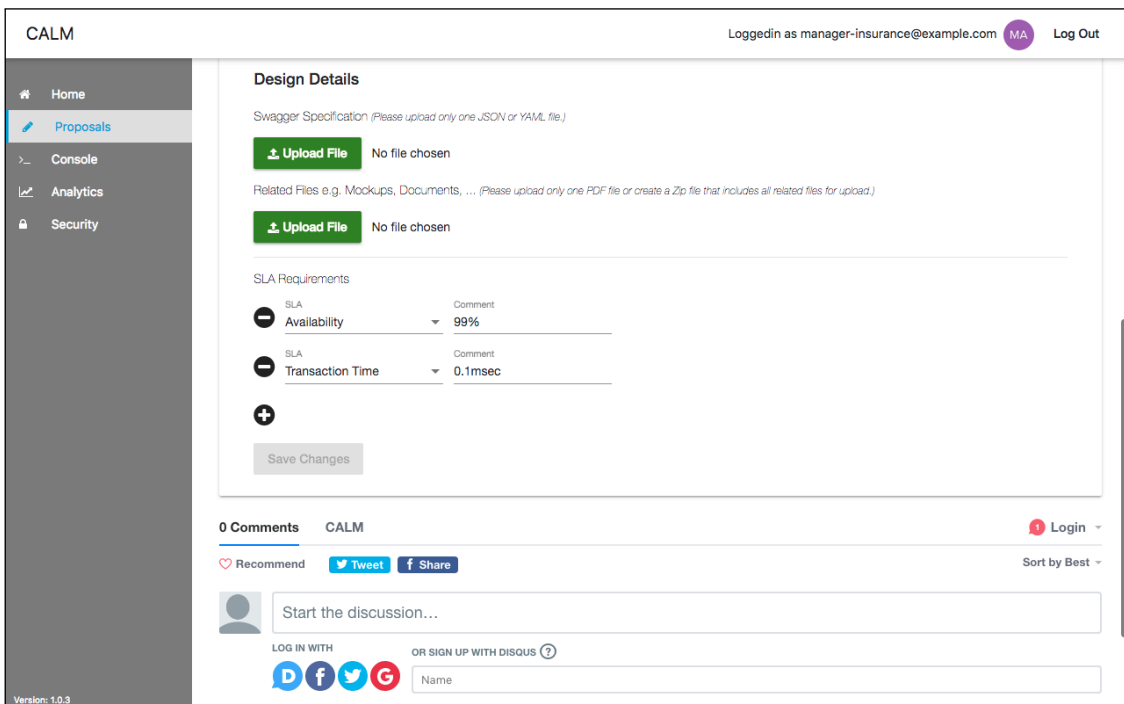 CALM
Loggedin as manager-insurance@example.com MA Log Out
Home
Proposals
Console
Analytics
Security
Version: 1.0.3
Design Details
Swagger Specification (Please upload only one JSON or YAML file.)
Upload File No file chosen
Related Files e.g. Mockups, Documents, ... (Please upload only one PDF file or create a Zip file that includes all related files for upload.)
Upload File No file chosen
SLA Requirements
SLA Comment
Availability 99%
SLA Comment
Transaction Time 0.1msec
Save Changes
0 Comments CALM 1 Login
Recommend Tweet f Share Sort by Best
Start the discussion…
LOG IN WITH OR SIGN UP WITH DISQUS ?
D f G Name